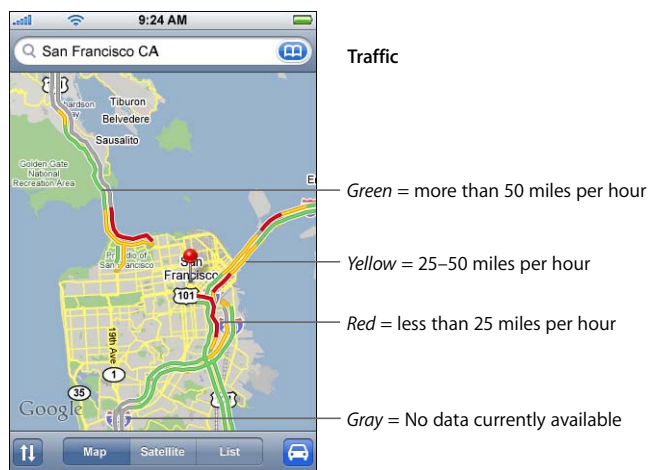 9:24 AM
San Francisco CA
Traffic
101
Tiburon
Belvedere
Sausalito
Golden Gate
National
Recreation Area
Green = more than 50 miles per hour
Yellow = 25–50 miles per hour
San
Francisco
101
Red = less than 25 miles per hour
19th Ave
1
35
Google
Gray = No data currently available
Map Satellite List